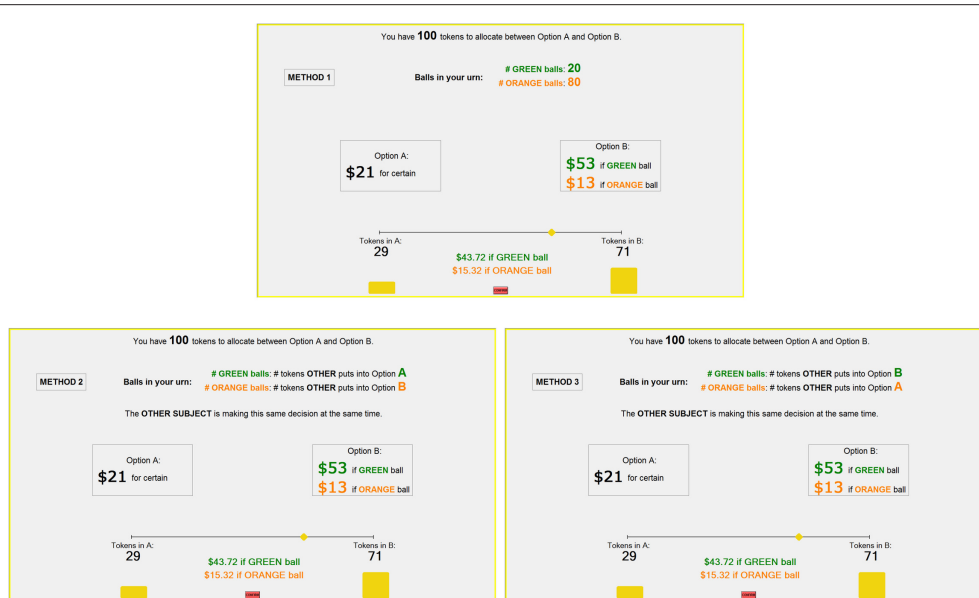 You have 100 tokens to allocate between Option A and Option B.
METHOD 1
Balls in your urn:
# GREEN balls: 20
# ORANGE balls: 80
Option A:
$21 for certain
Option B:
$53 if GREEN ball
$13 if ORANGE ball
Tokens in A:
29
Tokens in B:
71
$43.72 if GREEN ball
$15.32 if ORANGE ball
You have 100 tokens to allocate between Option A and Option B.
METHOD 2
Balls in your urn:
# GREEN balls: # tokens OTHER puts into Option A
# ORANGE balls: # tokens OTHER puts into Option B
The OTHER SUBJECT is making this same decision at the same time.
Option A:
$21 for certain
Option B:
$53 if GREEN ball
$13 if ORANGE ball
Tokens in A:
29
Tokens in B:
71
$43.72 if GREEN ball
$15.32 if ORANGE ball
You have 100 tokens to allocate between Option A and Option B.
METHOD 3
Balls in your urn:
# GREEN balls: # tokens OTHER puts into Option B
# ORANGE balls: # tokens OTHER puts into Option A
The OTHER SUBJECT is making this same decision at the same time.
Option A:
$21 for certain
Option B:
$53 if GREEN ball
$13 if ORANGE ball
Tokens in A:
29
Tokens in B:
71
$43.72 if GREEN ball
$15.32 if ORANGE ball